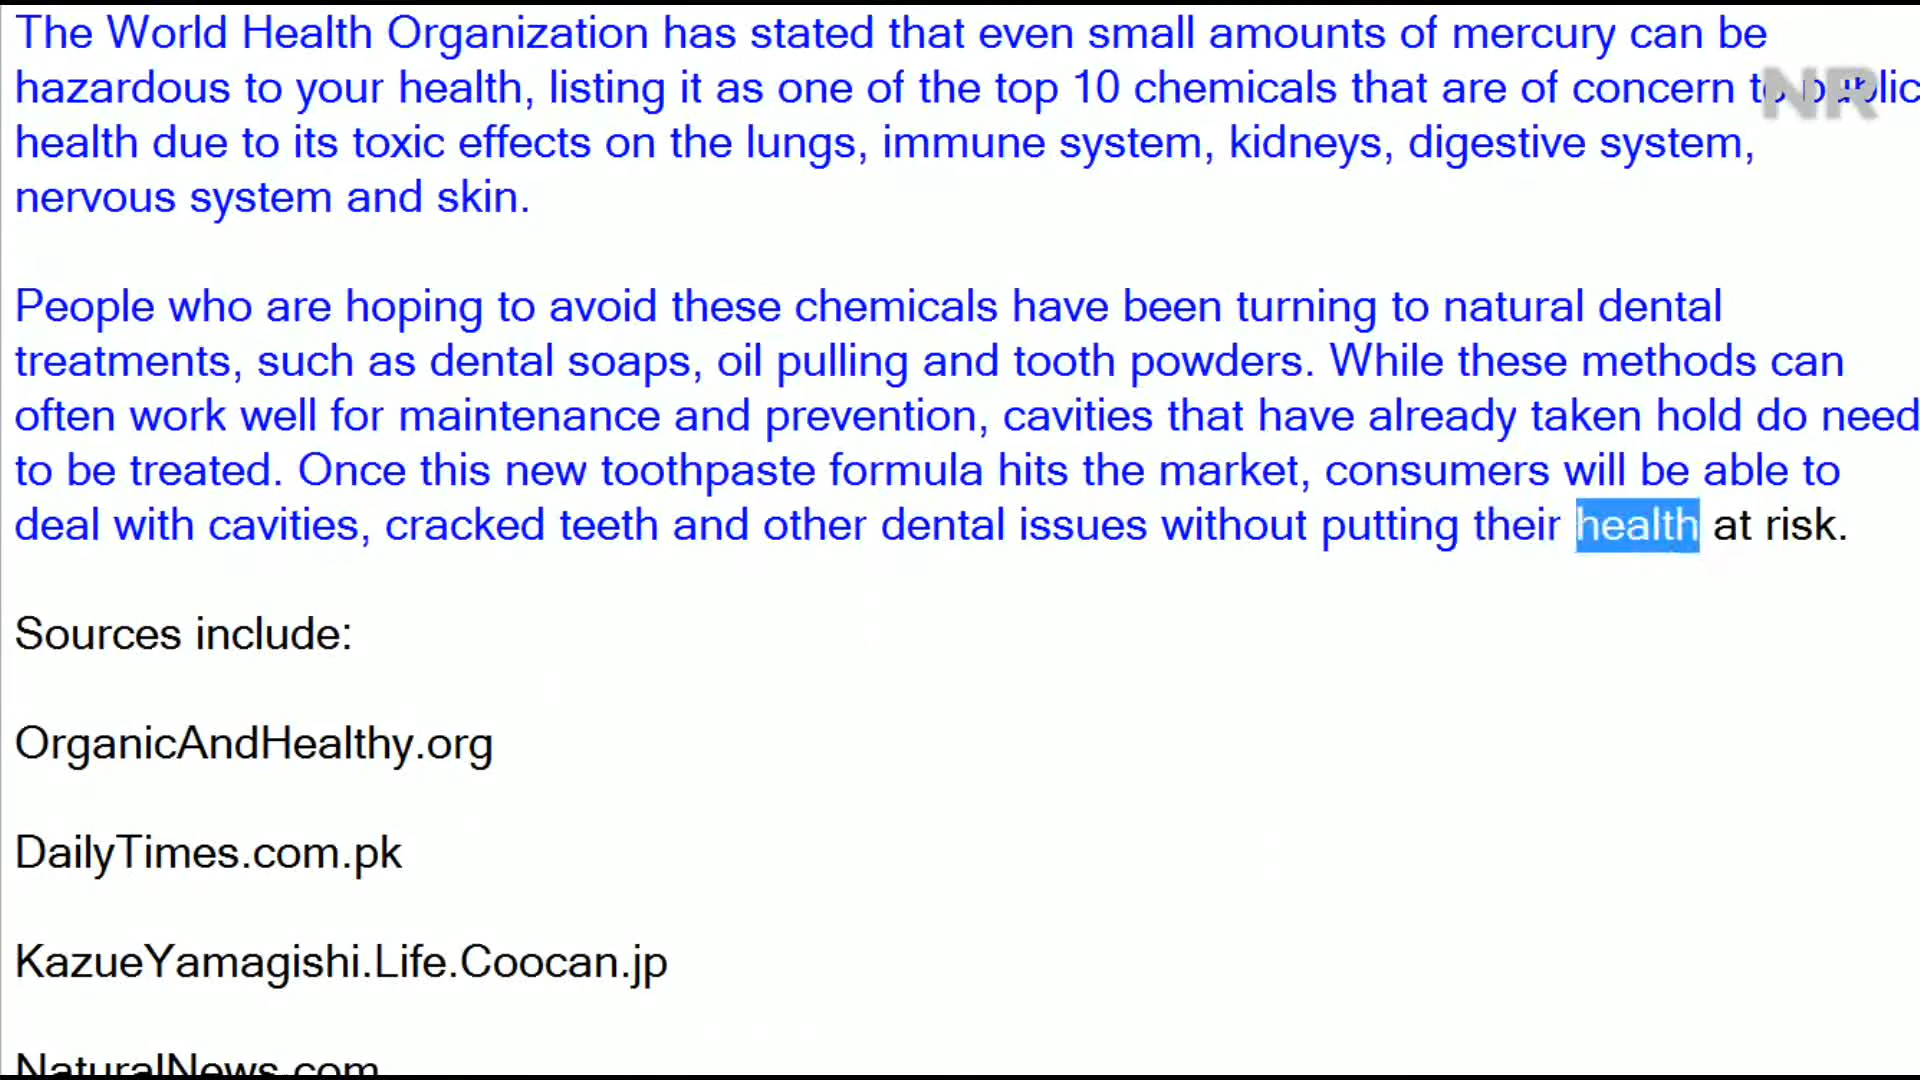 The World Health Organization has stated that even small amounts of mercury can be
hazardous to your health, listing it as one of the top 10 chemicals that are of concern to public
health due to its toxic effects on the lungs, immune system, kidneys, digestive system,
nervous system and skin.
People who are hoping to avoid these chemicals have been turning to natural dental
treatments, such as dental soaps, oil pulling and tooth powders. While these methods can
often work well for maintenance and prevention, cavities that have already taken hold do need
to be treated. Once this new toothpaste formula hits the market, consumers will be able to
deal with cavities, cracked teeth and other dental issues without putting their health at risk.
Sources include:
OrganicAndHealthy.org
DailyTimes.com.pk
KazueYamagishi.Life.Coocan.jp
NaturalNews.com
NR